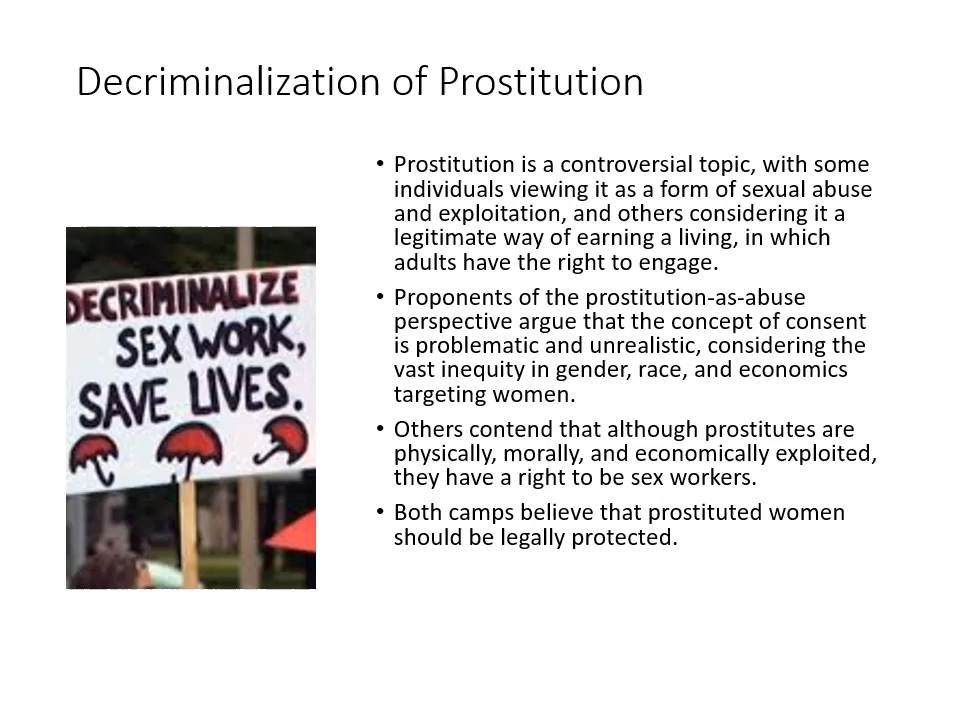 Decriminalization of Prostitution
• Prostitution is a controversial topic, with some
individuals viewing it as a form of sexual abuse
and exploitation, and others considering it a
legitimate way of earning a living, in which
adults have the right to engage.
• Proponents of the prostitution-as-abuse
perspective argue that the concept of consent
is problematic and unrealistic, considering the
vast inequity in gender, race, and economics
targeting women.
• Others contend that although prostitutes are
physically, morally, and economically exploited,
they have a right to be sex workers.
• Both camps believe that prostituted women
should be legally protected.
DECRIMINALIZE
SEX WORK,
SAVE LIVES.